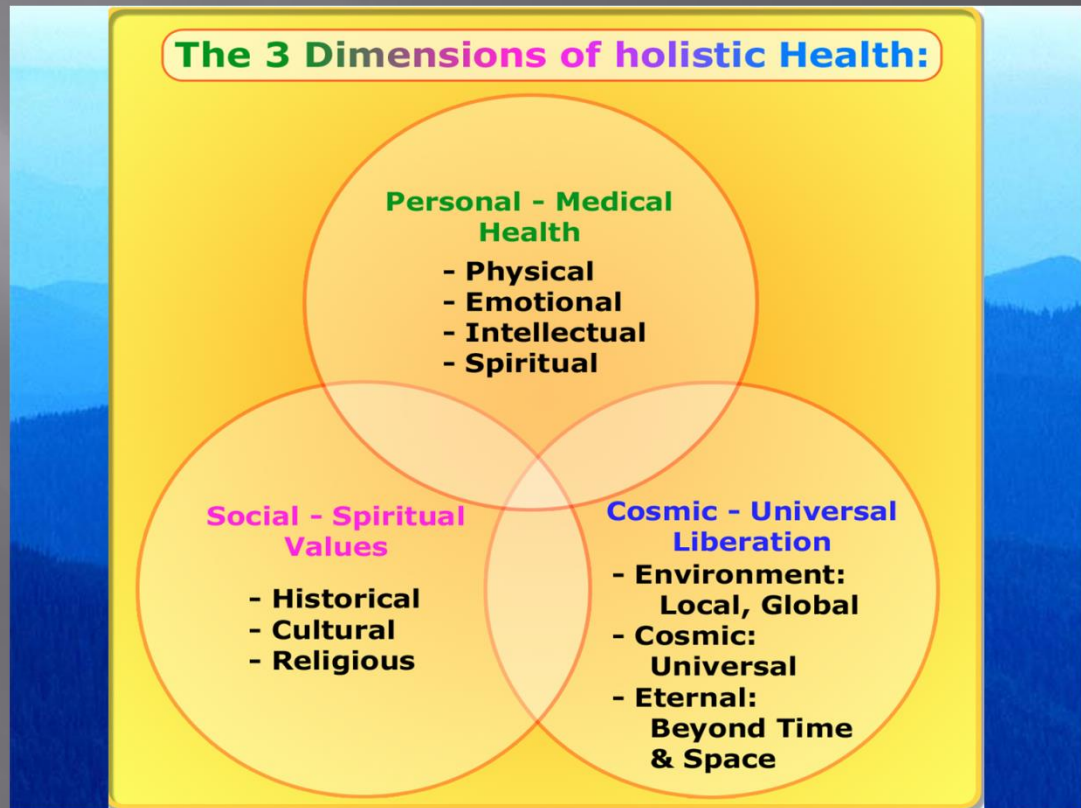 The 3 Dimensions of holistic Health:
Personal - Medical
Health
- Physical
- Emotional
- Intellectual
- Spiritual
Social - Spiritual
Values
- Historical
- Cultural
- Religious
Cosmic - Universal
Liberation
- Environment:
Local, Global
- Cosmic:
Universal
- Eternal:
Beyond Time
& Space